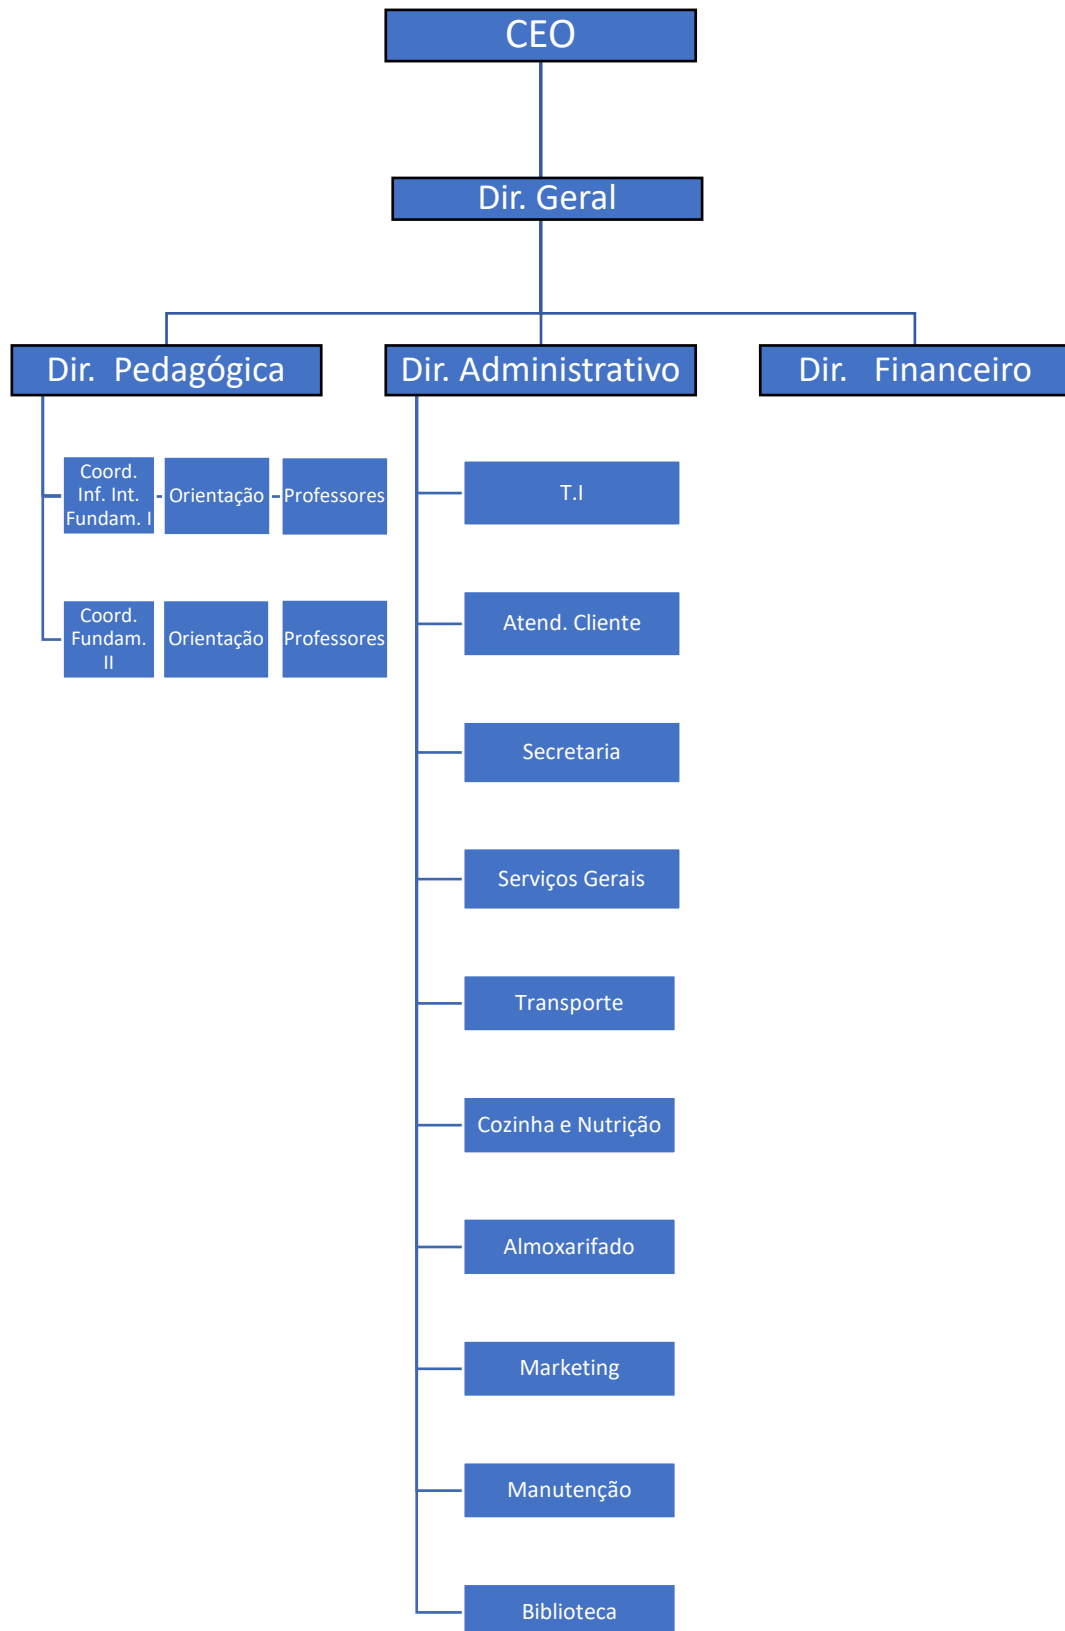 CEO
Dir. Geral
Dir. Pedagógica
Dir. Administrativo
Dir. Financeiro
Coord.
Inf. Int.
Fundam. I
Orientação
Professores
Coord.
Fundam.
II
Orientação
Professores
T.I
Atend. Cliente
Secretaria
Serviços Gerais
Transporte
Cozinha e Nutrição
Almoxarifado
Marketing
Manutenção
Biblioteca